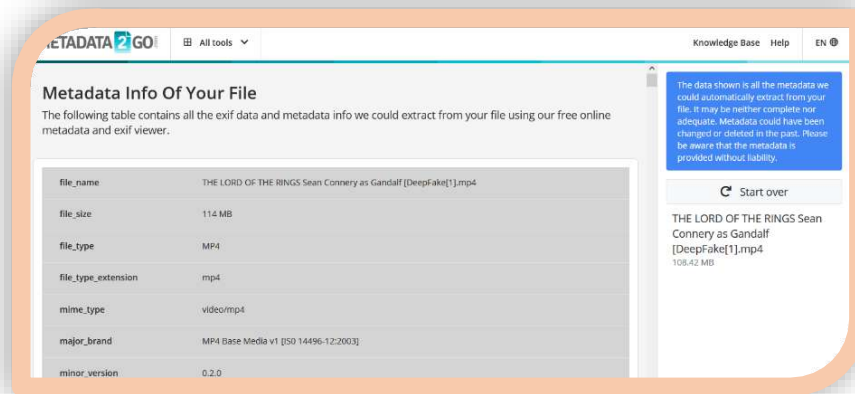 METADATA 2 GO
All tools
Knowledge Base Help EN
Metadata Info Of Your File
The following table contains all the exif data and metadata info we could extract from your file using our free online
metadata and exif viewer.
file_name THE LORD OF THE RINGS Sean Connery as Gandalf [DeepFake[1].mp4
file_size 114 MB
file_type MP4
file_type_extension mp4
mime_type video/mp4
major_brand MP4 Base Media v1 [IS0 14496-12:2003]
minor_version 0.2.0
The data shown is all the metadata we
could automatically extract from your
file. It may be neither complete nor
adequate. Metadata could have been
changed or deleted in the past. Please
be aware that the metadata is
provided without liability.
Start over
THE LORD OF THE RINGS Sean
Connery as Gandalf
[DeepFake[1].mp4
108.42 MB